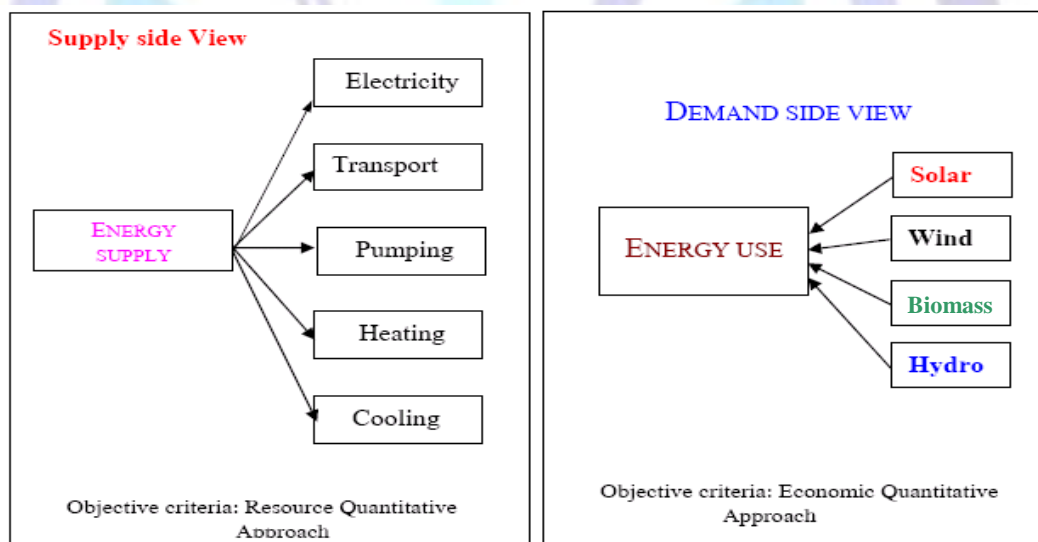 Supply side View
Electricity
Transport
Pumping
Heating
Cooling
ENERGY
SUPPLY
Objective criteria: Resource Quantitative
Approach
DEMAND SIDE VIEW
ENERGY USE
Solar
Wind
Biomass
Hydro
Objective criteria: Economic Quantitative
Approach